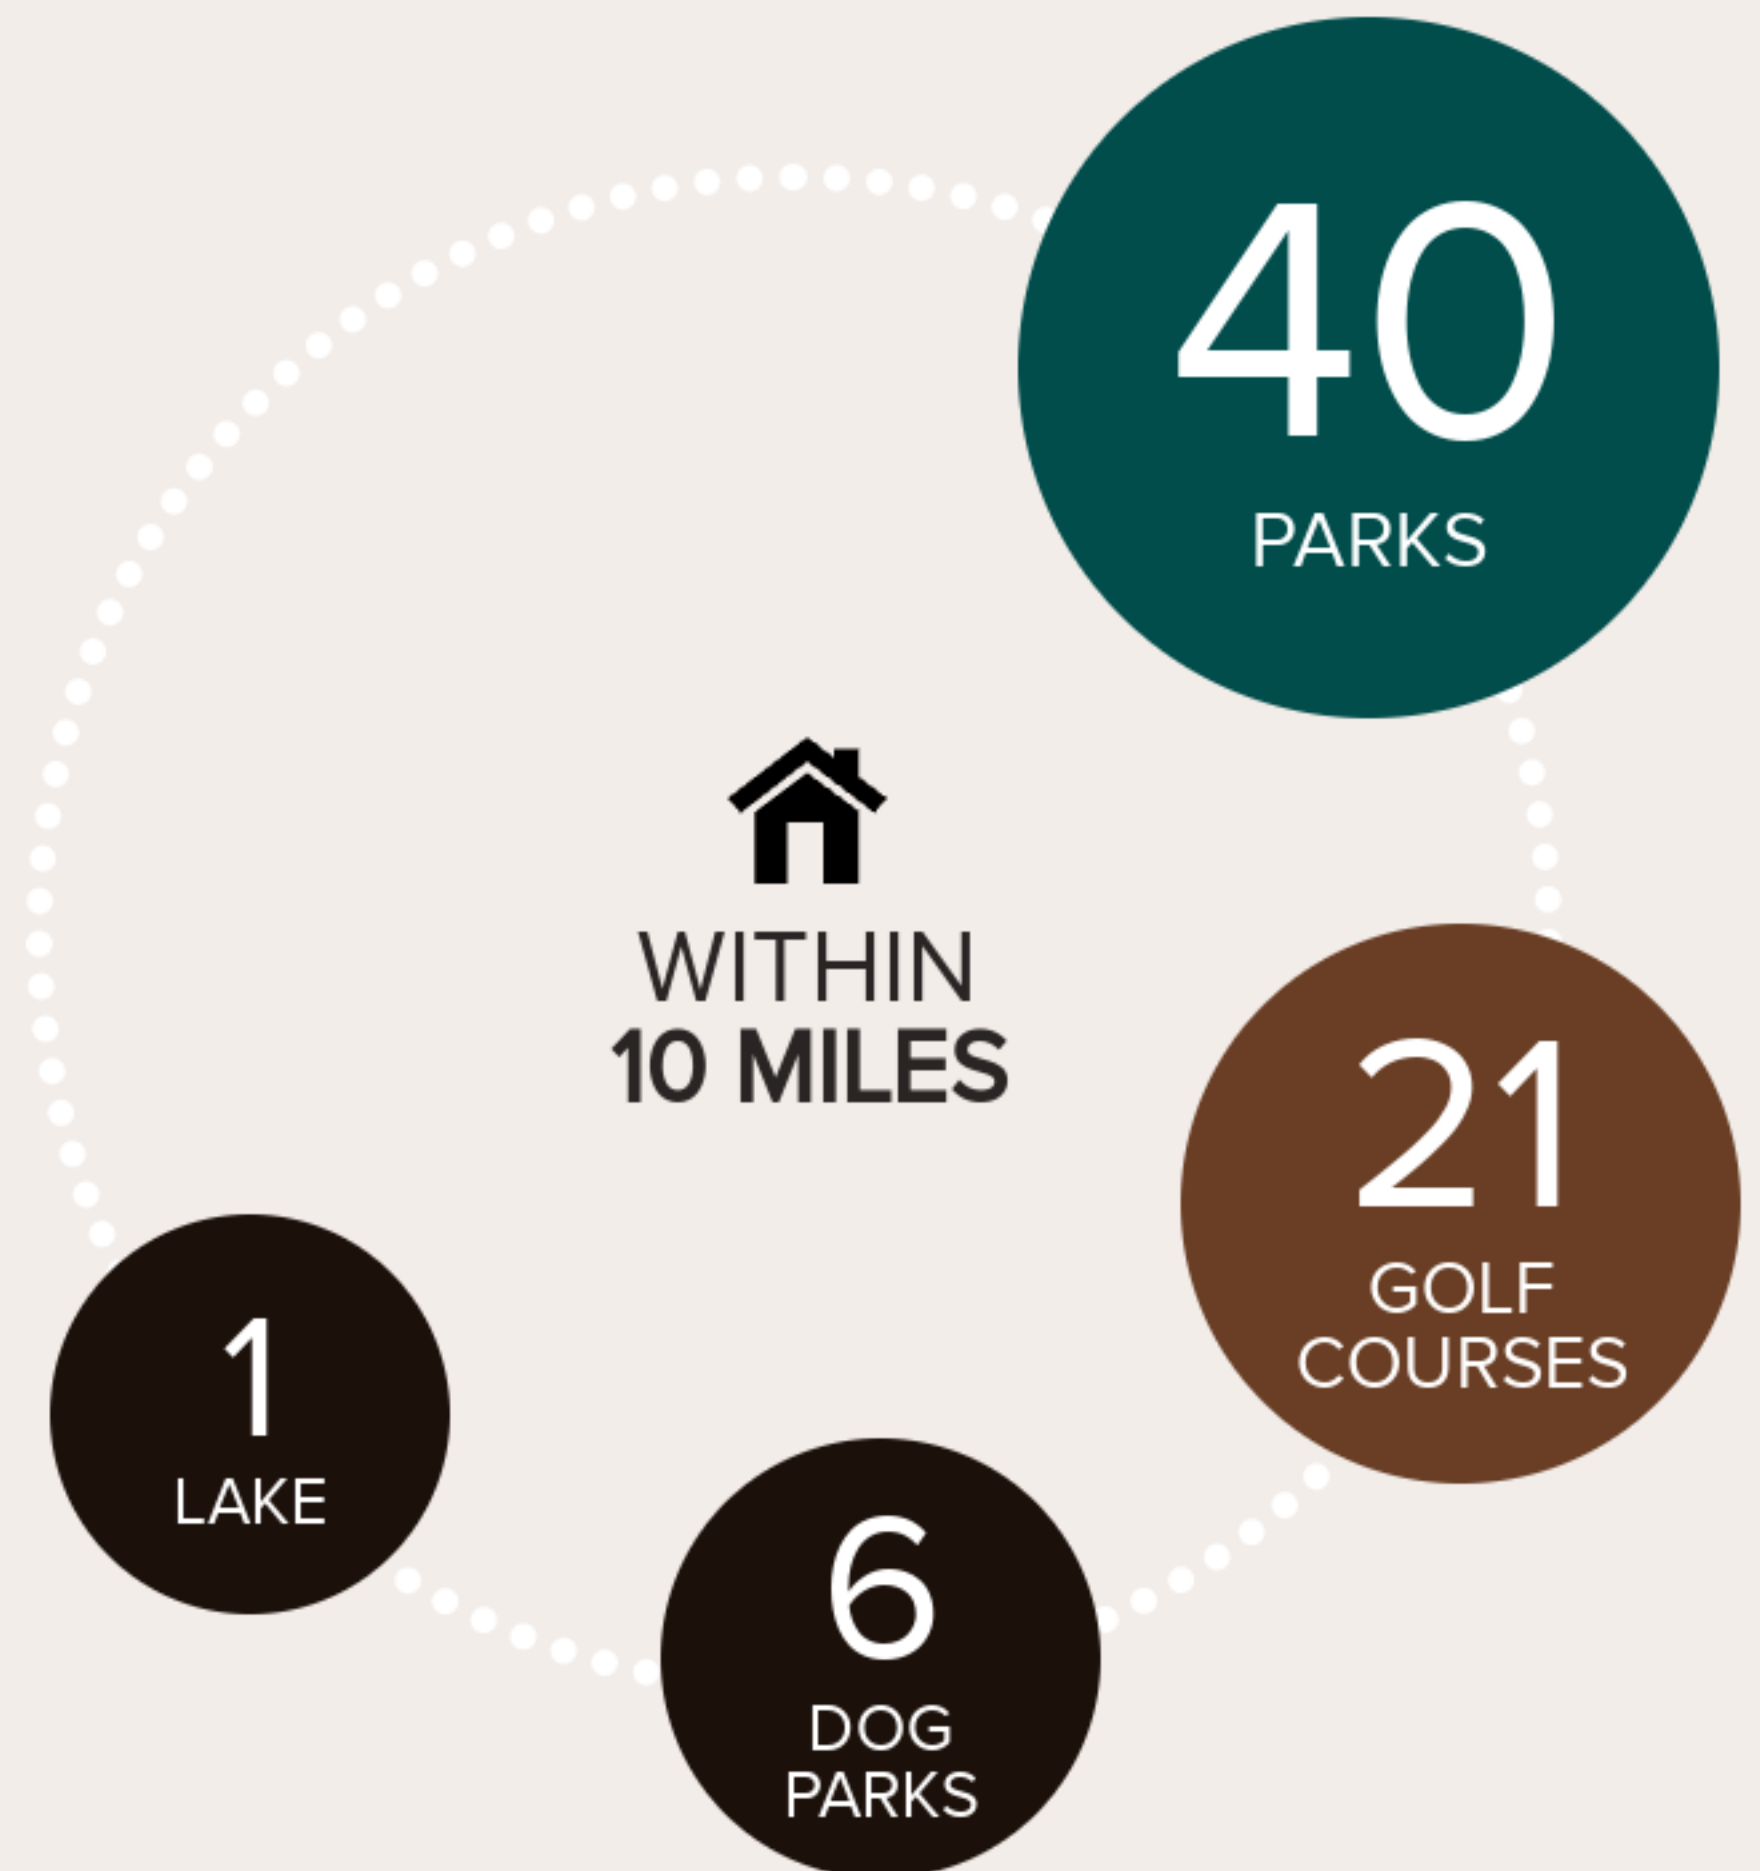 40
PARKS
WITHIN
10 MILES
21
GOLF
COURSES
1
LAKE
6
DOG
PARKS